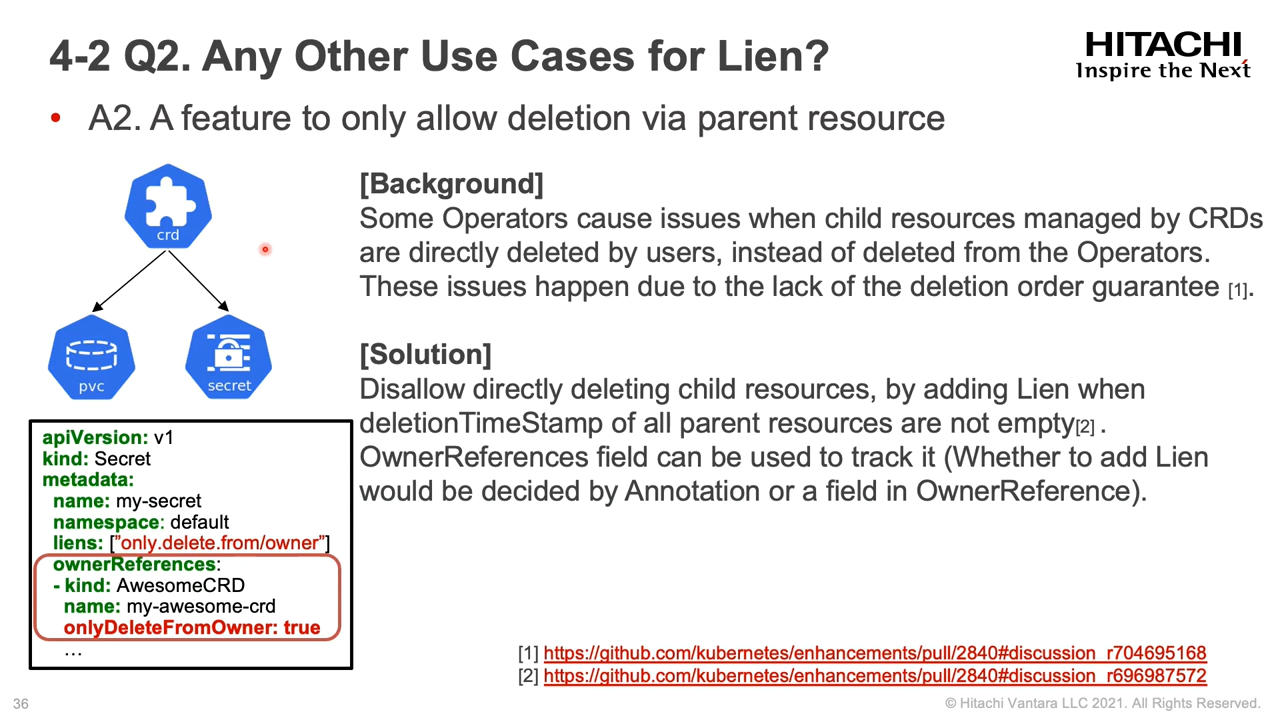 4-2 Q2. Any Other Use Cases for Lien?
HITACHI
Inspire the Next
• A2. A feature to only allow deletion via parent resource
crd
pvc
secret
[Background]
Some Operators cause issues when child resources managed by CRDs
are directly deleted by users, instead of deleted from the Operators.
These issues happen due to the lack of the deletion order guarantee [1].
[Solution]
Disallow directly deleting child resources, by adding Lien when
deletionTimeStamp of all parent resources are not empty[2] .
OwnerReferences field can be used to track it (Whether to add Lien
would be decided by Annotation or a field in OwnerReference).
apiVersion: v1
kind: Secret
metadata:
name: my-secret
namespace: default
liens: ["only.delete.from/owner"]
ownerReferences:
- kind: AwesomeCRD
name: my-awesome-crd
onlyDeleteFromOwner: true
…
[1] https://github.com/kubernetes/enhancements/pull/2840#discussion_r704695168
[2] https://github.com/kubernetes/enhancements/pull/2840#discussion_r696987572
36
© Hitachi Vantara LLC 2021. All Rights Reserved.